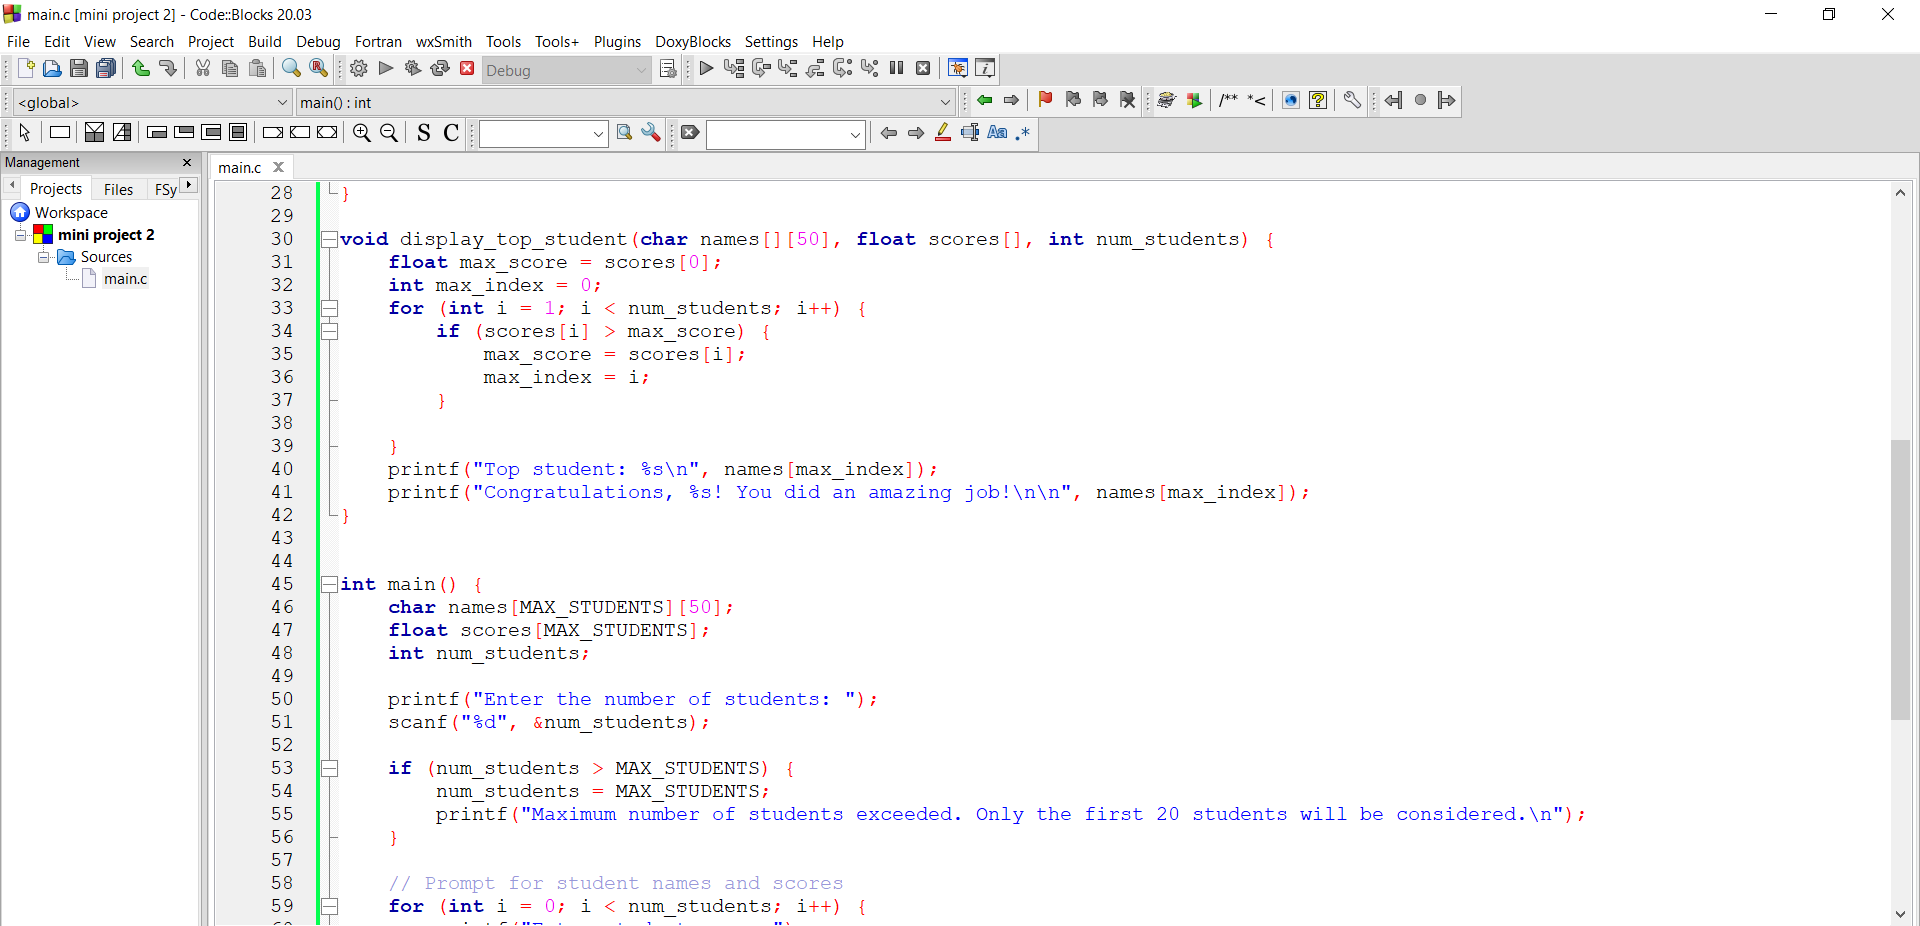 main.c [mini project 2] - Code::Blocks 20.03
File Edit View Search Project Build Debug Fortran wxSmith Tools Tools+ Plugins DoxyBlocks Settings Help
Debug
<global> main() : int /** *<
S C Aa .*
Management
Projects Files FSy
Workspace
mini project 2
Sources
main.c
main.c
28 }
29
30 void display_top_student(char names[][50], float scores[], int num_students) {
31     float max_score = scores[0];
32     int max_index = 0;
33     for (int i = 1; i < num_students; i++) {
34         if (scores[i] > max_score) {
35             max_score = scores[i];
36             max_index = i;
37         }
38
39     }
40     printf("Top student: %s\n", names[max_index]);
41     printf("Congratulations, %s! You did an amazing job!\n\n", names[max_index]);
42 }
43
44
45 int main() {
46     char names[MAX_STUDENTS][50];
47     float scores[MAX_STUDENTS];
48     int num_students;
49
50     printf("Enter the number of students: ");
51     scanf("%d", &num_students);
52
53     if (num_students > MAX_STUDENTS) {
54         num_students = MAX_STUDENTS;
55         printf("Maximum number of students exceeded. Only the first 20 students will be considered.\n");
56     }
57
58     // Prompt for student names and scores
59     for (int i = 0; i < num_students; i++) {